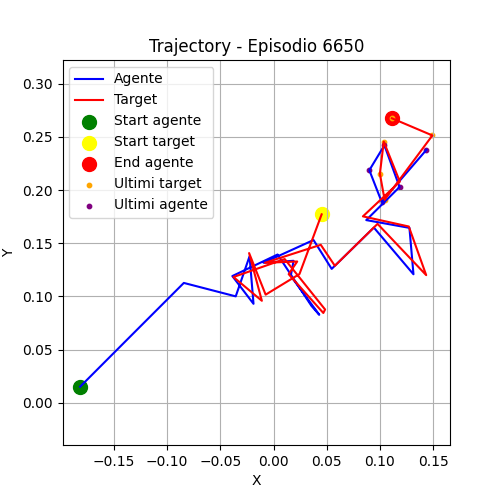 Trajectory - Episodio 6650
Agente
Target
Start agente
Start target
End agente
Ultimi target
Ultimi agente
0.30
0.25
0.20
0.15
0.10
0.05
0.00
Y
−0.15 −0.10 −0.05 0.00 0.05 0.10 0.15
X